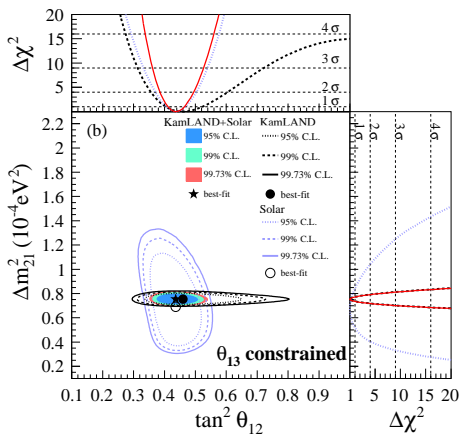 Δχ²
20
15
10
5
4 σ
3 σ
2 σ
1 σ
(b)
KamLAND+Solar
95% C.L.
99% C.L.
99.73% C.L.
best-fit
KamLAND
95% C.L.
99% C.L.
99.73% C.L.
best-fit
Solar
95% C.L.
99% C.L.
99.73% C.L.
best-fit
θ₁₃ constrained
Δm²₂₁ (10⁻⁴eV²)
2.2
2
1.8
1.6
1.4
1.2
1
0.8
0.6
0.4
0.2
0.1 0.2 0.3 0.4 0.5 0.6 0.7 0.8 0.9
tan² θ₁₂
1σ
2σ
3σ
4σ
1 5 10 15 20
Δχ²